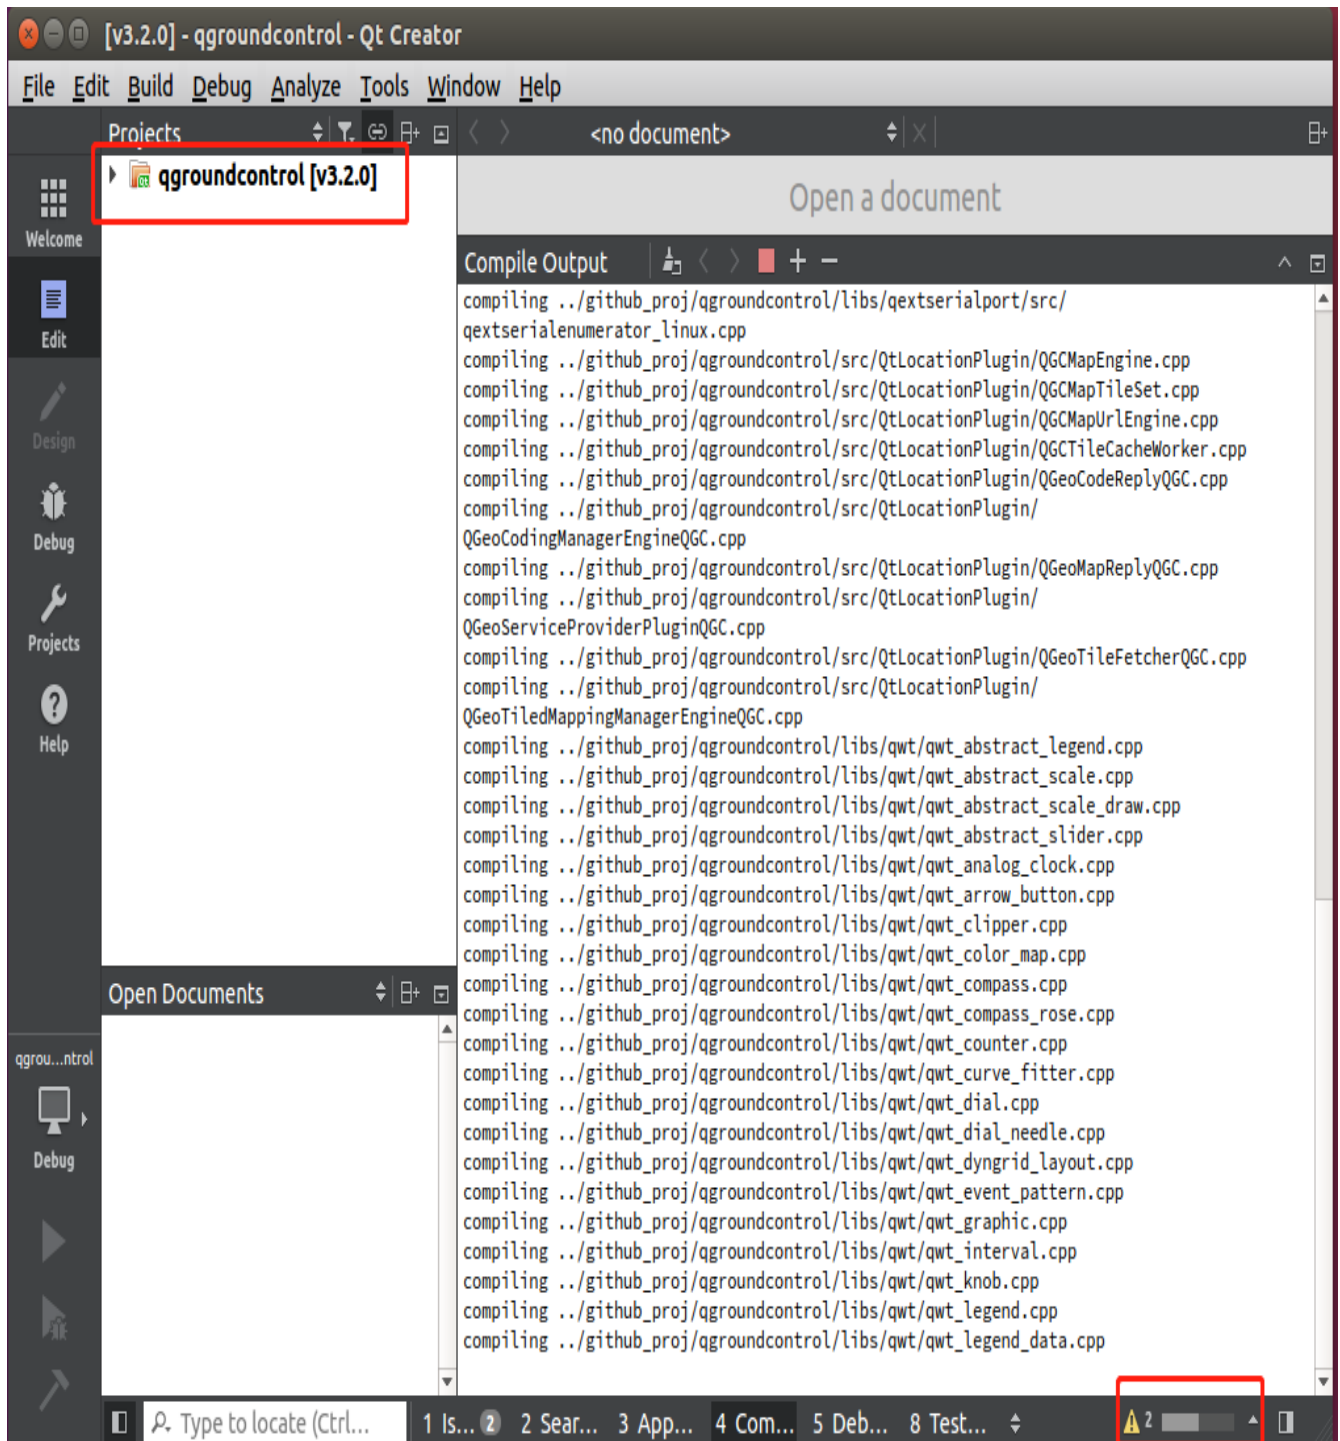 [v3.2.0] - qgroundcontrol - Qt Creator
File Edit Build Debug Analyze Tools Window Help
Projects
<no document>
qgroundcontrol [v3.2.0]
Open a document
Welcome
Edit
Design
Debug
Projects
Help
Compile Output
compiling ../github_proj/qgroundcontrol/libs/qextserialport/src/
qextserialenumerator_linux.cpp
compiling ../github_proj/qgroundcontrol/src/QtLocationPlugin/QGCMapEngine.cpp
compiling ../github_proj/qgroundcontrol/src/QtLocationPlugin/QGCMapTileSet.cpp
compiling ../github_proj/qgroundcontrol/src/QtLocationPlugin/QGCMapUrlEngine.cpp
compiling ../github_proj/qgroundcontrol/src/QtLocationPlugin/QGCTileCacheWorker.cpp
compiling ../github_proj/qgroundcontrol/src/QtLocationPlugin/QGeoCodeReplyQGC.cpp
compiling ../github_proj/qgroundcontrol/src/QtLocationPlugin/
QGeoCodingManagerEngineQGC.cpp
compiling ../github_proj/qgroundcontrol/src/QtLocationPlugin/QGeoMapReplyQGC.cpp
compiling ../github_proj/qgroundcontrol/src/QtLocationPlugin/
QGeoServiceProviderPluginQGC.cpp
compiling ../github_proj/qgroundcontrol/src/QtLocationPlugin/QGeoTileFetcherQGC.cpp
compiling ../github_proj/qgroundcontrol/src/QtLocationPlugin/
QGeoTiledMappingManagerEngineQGC.cpp
compiling ../github_proj/qgroundcontrol/libs/qwt/qwt_abstract_legend.cpp
compiling ../github_proj/qgroundcontrol/libs/qwt/qwt_abstract_scale.cpp
compiling ../github_proj/qgroundcontrol/libs/qwt/qwt_abstract_scale_draw.cpp
compiling ../github_proj/qgroundcontrol/libs/qwt/qwt_abstract_slider.cpp
compiling ../github_proj/qgroundcontrol/libs/qwt/qwt_analog_clock.cpp
compiling ../github_proj/qgroundcontrol/libs/qwt/qwt_arrow_button.cpp
compiling ../github_proj/qgroundcontrol/libs/qwt/qwt_clipper.cpp
compiling ../github_proj/qgroundcontrol/libs/qwt/qwt_color_map.cpp
compiling ../github_proj/qgroundcontrol/libs/qwt/qwt_compass.cpp
compiling ../github_proj/qgroundcontrol/libs/qwt/qwt_compass_rose.cpp
compiling ../github_proj/qgroundcontrol/libs/qwt/qwt_counter.cpp
compiling ../github_proj/qgroundcontrol/libs/qwt/qwt_curve_fitter.cpp
compiling ../github_proj/qgroundcontrol/libs/qwt/qwt_dial.cpp
compiling ../github_proj/qgroundcontrol/libs/qwt/qwt_dial_needle.cpp
compiling ../github_proj/qgroundcontrol/libs/qwt/qwt_dyngrid_layout.cpp
compiling ../github_proj/qgroundcontrol/libs/qwt/qwt_event_pattern.cpp
compiling ../github_proj/qgroundcontrol/libs/qwt/qwt_graphic.cpp
compiling ../github_proj/qgroundcontrol/libs/qwt/qwt_interval.cpp
compiling ../github_proj/qgroundcontrol/libs/qwt/qwt_knob.cpp
compiling ../github_proj/qgroundcontrol/libs/qwt/qwt_legend.cpp
compiling ../github_proj/qgroundcontrol/libs/qwt/qwt_legend_data.cpp
Open Documents
qgrou...ntrol
Debug
Type to locate (Ctrl... 1 Is... 2 2 Sear... 3 App... 4 Com... 5 Deb... 8 Test... 2